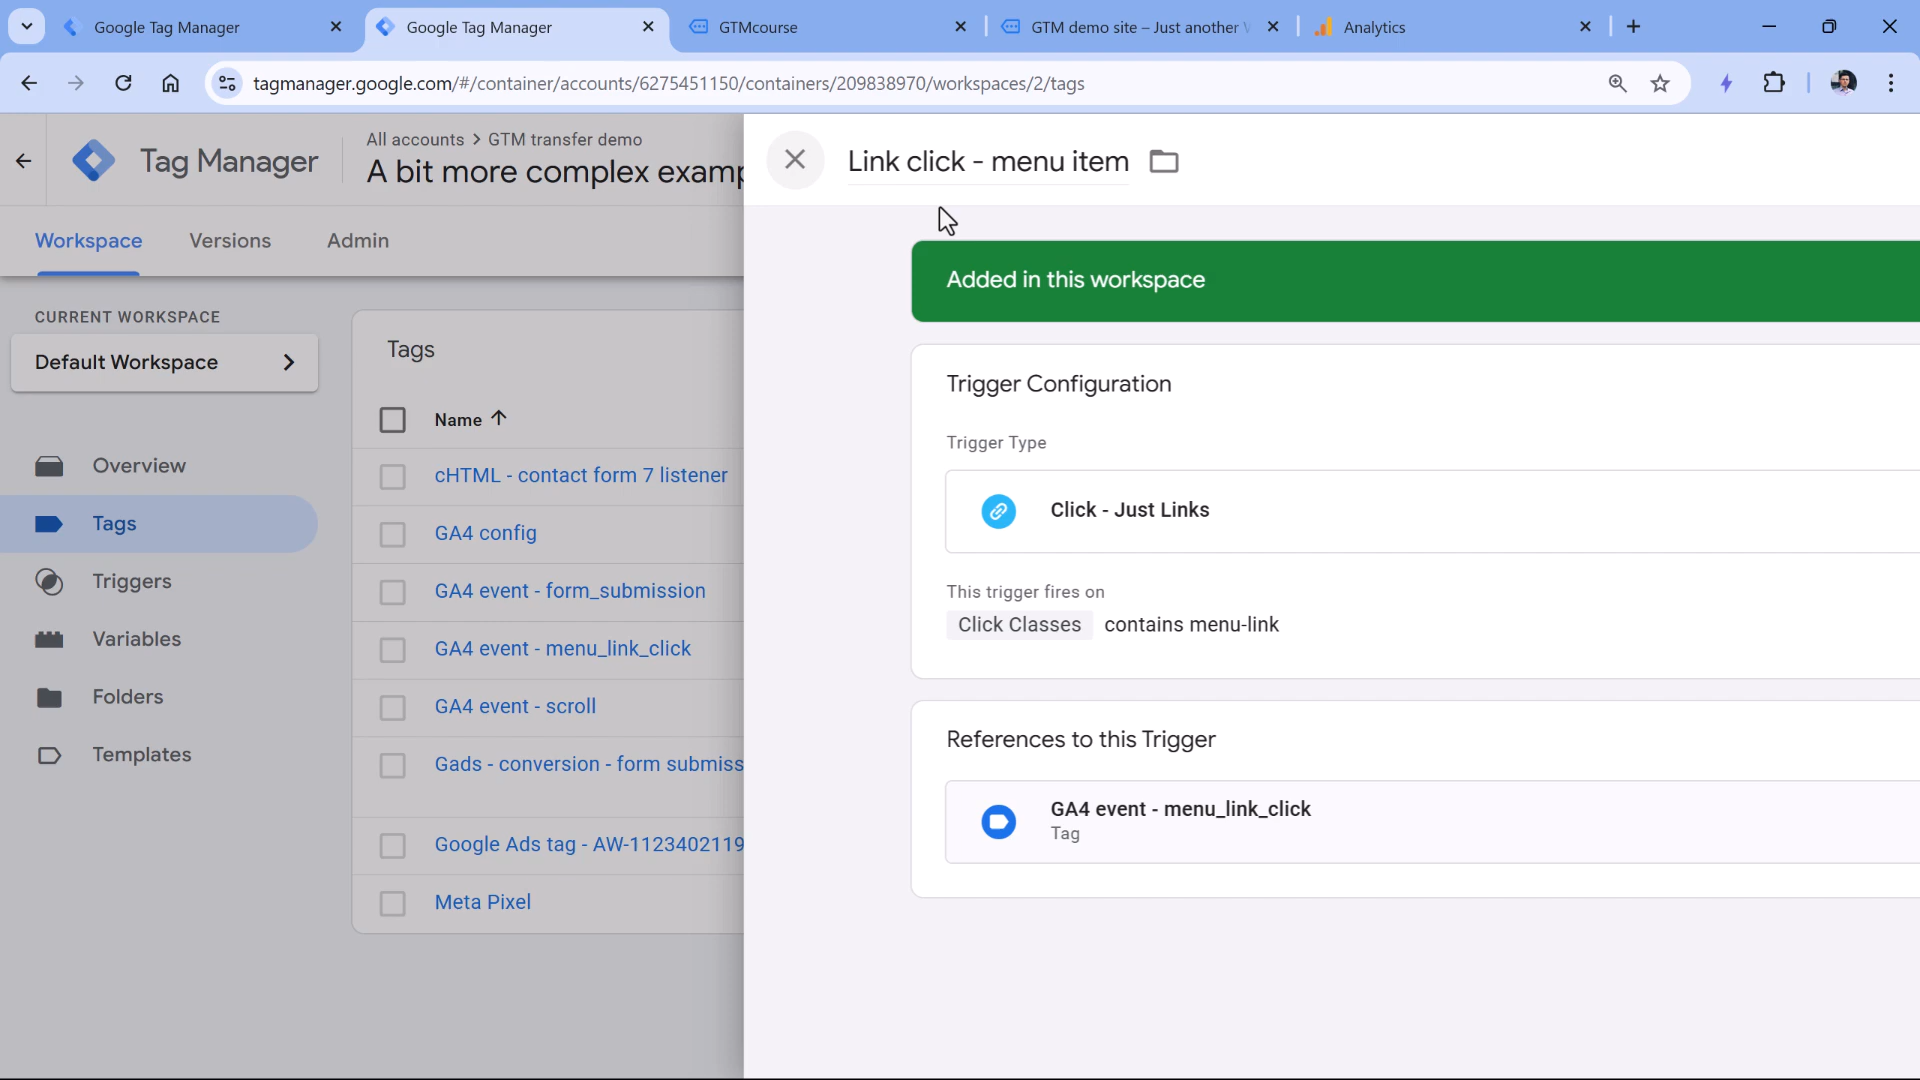 Google Tag Manager
Google Tag Manager
GTMcourse
GTM demo site – Just another
Analytics
tagmanager.google.com/#/container/accounts/6275451150/containers/209838970/workspaces/2/tags
Tag Manager
All accounts > GTM transfer demo
A bit more complex examp
Workspace
Versions
Admin
CURRENT WORKSPACE
Default Workspace
Overview
Tags
Triggers
Variables
Folders
Templates
Tags
Name
cHTML - contact form 7 listener
GA4 config
GA4 event - form_submission
GA4 event - menu_link_click
GA4 event - scroll
Gads - conversion - form submiss
Google Ads tag - AW-1123402119
Meta Pixel
Link click - menu item
Added in this workspace
Trigger Configuration
Trigger Type
Click - Just Links
This trigger fires on
Click Classes contains menu-link
References to this Trigger
GA4 event - menu_link_click
Tag